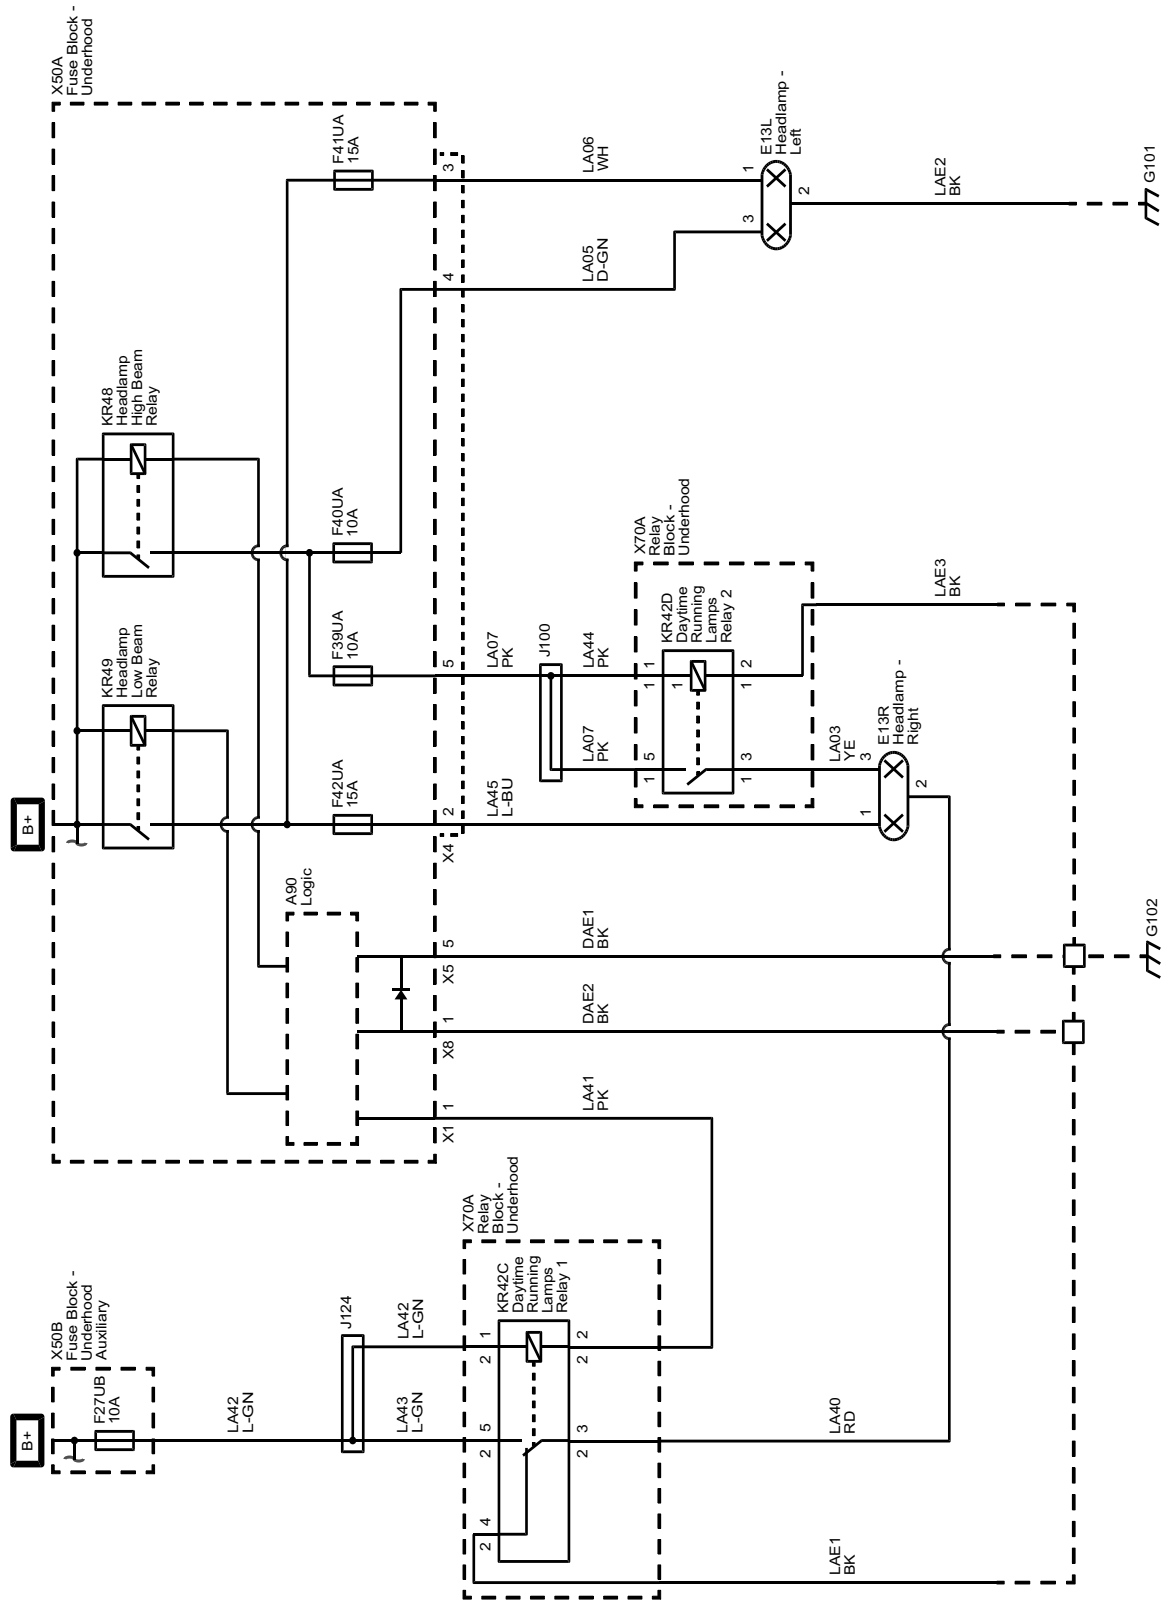 B+
X50B
Fuse Block -
Underhood
Auxiliary
F27UB
10A
LA42
L-GN
J124
LA42
L-GN
LA43
L-GN
X70A
Relay
Block -
Underhood
KR42C
Daytime
Running
Lamps
Relay 1
2 1
2 5
2 4
2 2
2 3
LA40
RD
LAE1
BK
B+
X50A
Fuse Block -
Underhood
KR49
Headlamp
Low Beam
Relay
KR48
Headlamp
High Beam
Relay
A90
Logic
F42UA
15A
F39UA
10A
F40UA
10A
F41UA
15A
X1 1
X8 1
X5 5
X4 2
5
4
3
LA41
PK
DAE2
BK
DAE1
BK
LA45
L-BU
LA07
PK
J100
LA07
PK
LA44
PK
LA05
D-GN
LA06
WH
X70A
Relay
Block -
Underhood
KR42D
Daytime
Running
Lamps
Relay 2
1 5
1 1
1
1 3
1 2
LA03
YE
1
3
2
E13R
Headlamp -
Right
LAE3
BK
3
1
2
E13L
Headlamp -
Left
LAE2
BK
G102
G101